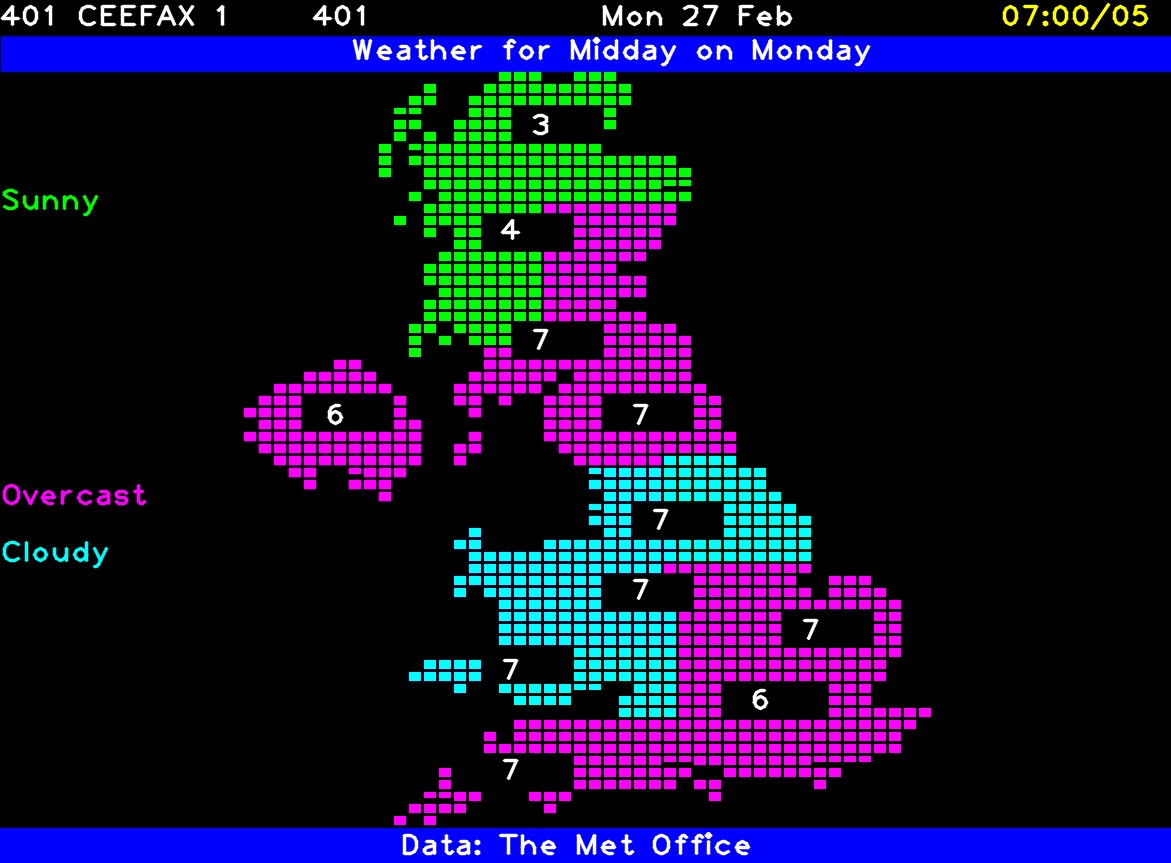 401 CEEFAX 1 401 Mon 27 Feb 07:00/05
Weather for Midday on Monday
3
Sunny
4
7
6 7
Overcast
7
Cloudy
7
7
7
6
7
Data: The Met Office